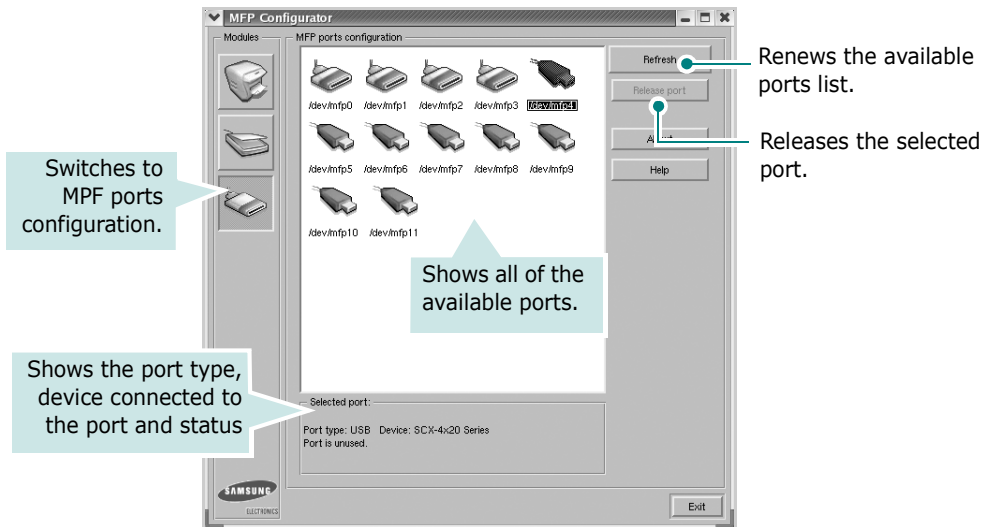 MFP Configurator
Modules
MFP ports configuration
/dev/mfp0 /dev/mfp1 /dev/mfp2 /dev/mfp3 /dev/mfp4
/dev/mfp5 /dev/mfp6 /dev/mfp7 /dev/mfp8 /dev/mfp9
/dev/mfp10 /dev/mfp11
Refresh
Release port
Help
Renews the available
ports list.
Releases the selected
port.
Switches to
MPF ports
configuration.
Shows all of the
available ports.
Shows the port type,
device connected to
the port and status
Selected port:
Port type: USB Device: SCX-4x20 Series
Port is unused.
SAMSUNG
ELECTRONICS
Exit